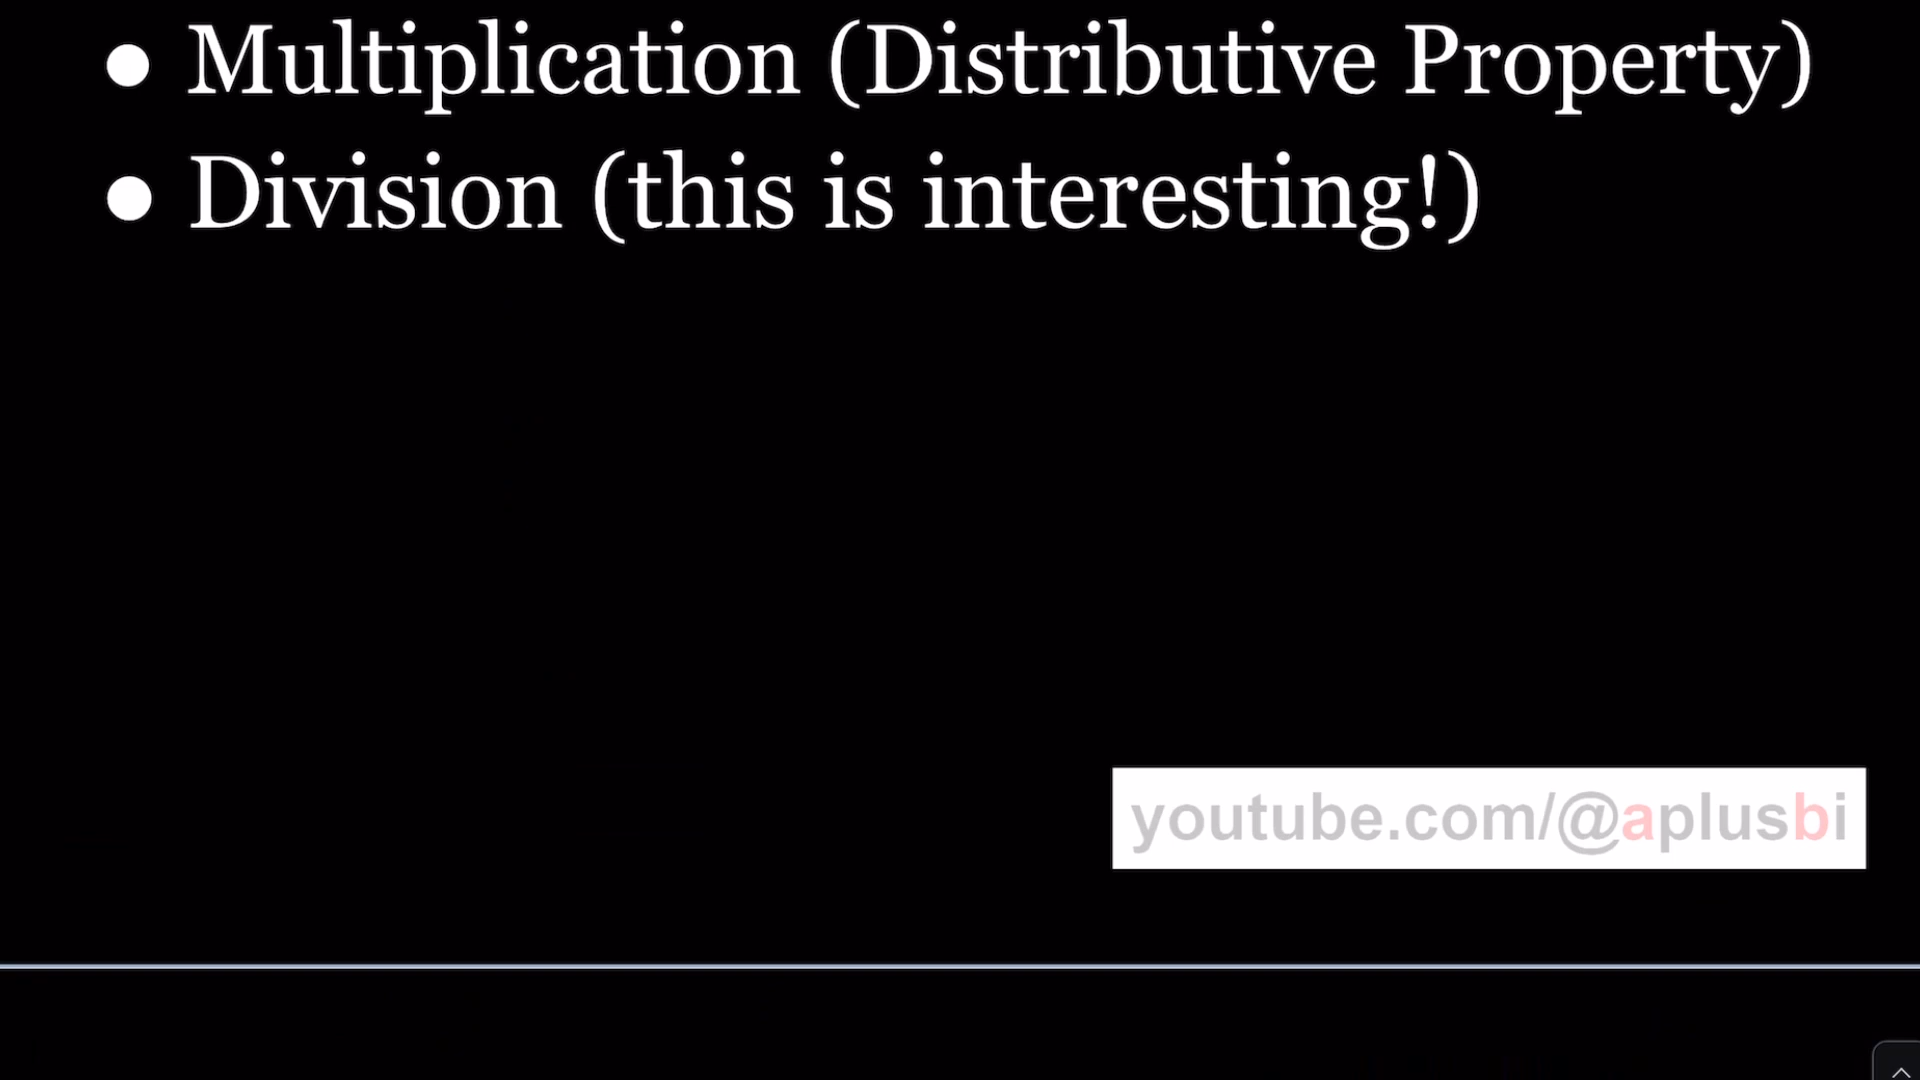 ● Multiplication (Distributive Property)
● Division (this is interesting!)
youtube.com/@aplusbi